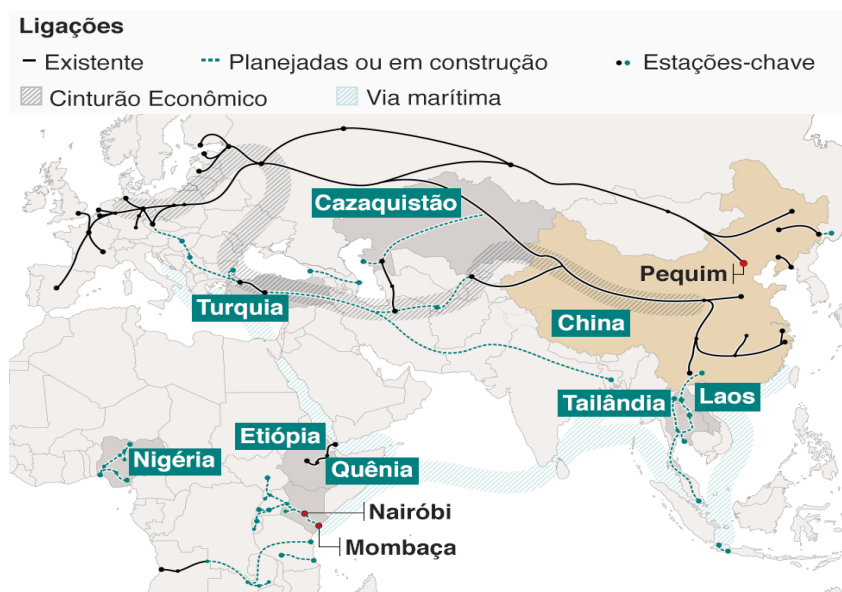 Ligações
Existente
Planejadas ou em construção
Estações-chave
Cinturão Econômico
Via marítima
Cazaquistão
Pequim
Turquia
China
Tailândia
Laos
Etiópia
Nigéria
Quênia
Nairóbi
Mombaça